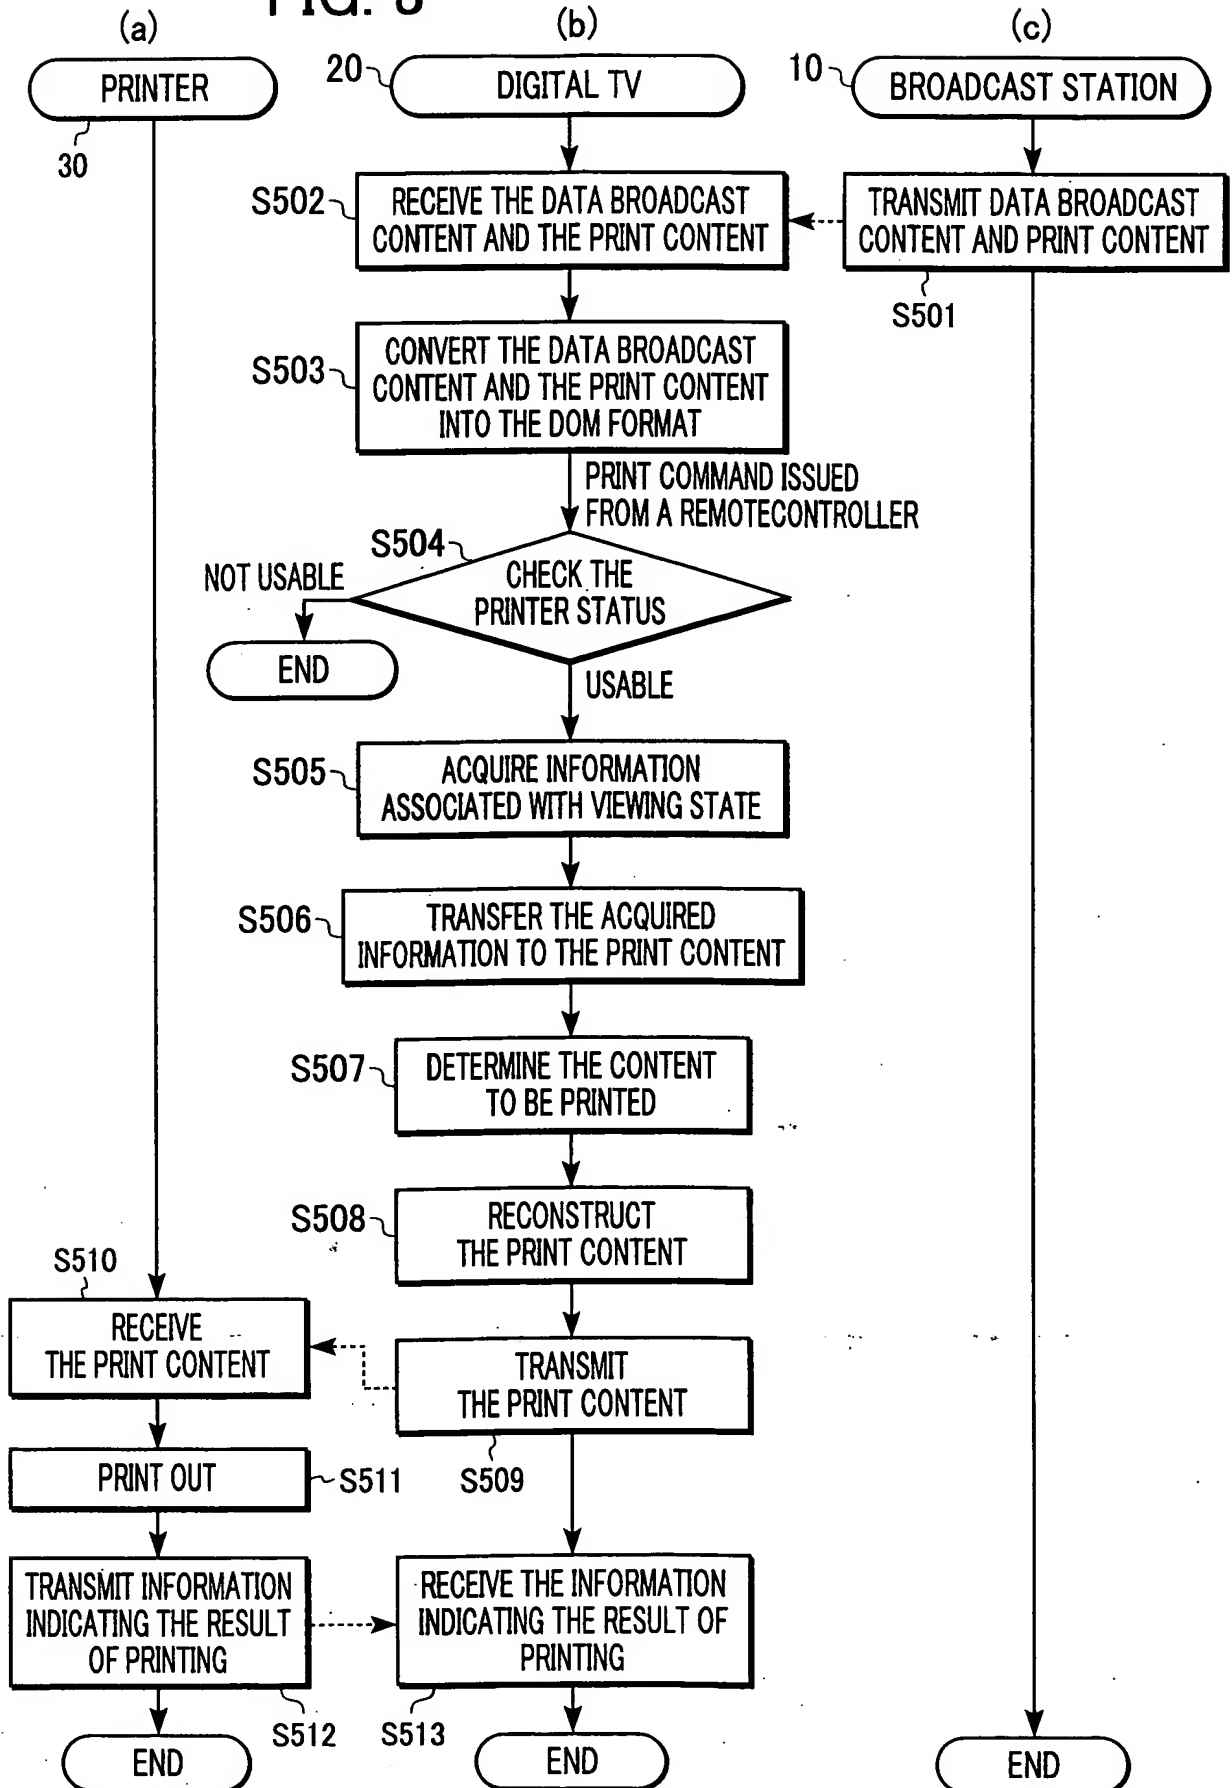 (a)
(b)
(c)
PRINTER
30
20
DIGITAL TV
10
BROADCAST STATION
S502
RECEIVE THE DATA BROADCAST
CONTENT AND THE PRINT CONTENT
TRANSMIT DATA BROADCAST
CONTENT AND PRINT CONTENT
S501
S503
CONVERT THE DATA BROADCAST
CONTENT AND THE PRINT CONTENT
INTO THE DOM FORMAT
PRINT COMMAND ISSUED
FROM A REMOTECONTROLLER
S504
CHECK THE
PRINTER STATUS
NOT USABLE
END
USABLE
S505
ACQUIRE INFORMATION
ASSOCIATED WITH VIEWING STATE
S506
TRANSFER THE ACQUIRED
INFORMATION TO THE PRINT CONTENT
S507
DETERMINE THE CONTENT
TO BE PRINTED
S508
RECONSTRUCT
THE PRINT CONTENT
S510
RECEIVE
THE PRINT CONTENT
TRANSMIT
THE PRINT CONTENT
S509
PRINT OUT
S511
TRANSMIT INFORMATION
INDICATING THE RESULT
OF PRINTING
S512
RECEIVE THE INFORMATION
INDICATING THE RESULT OF
PRINTING
S513
END
END
END